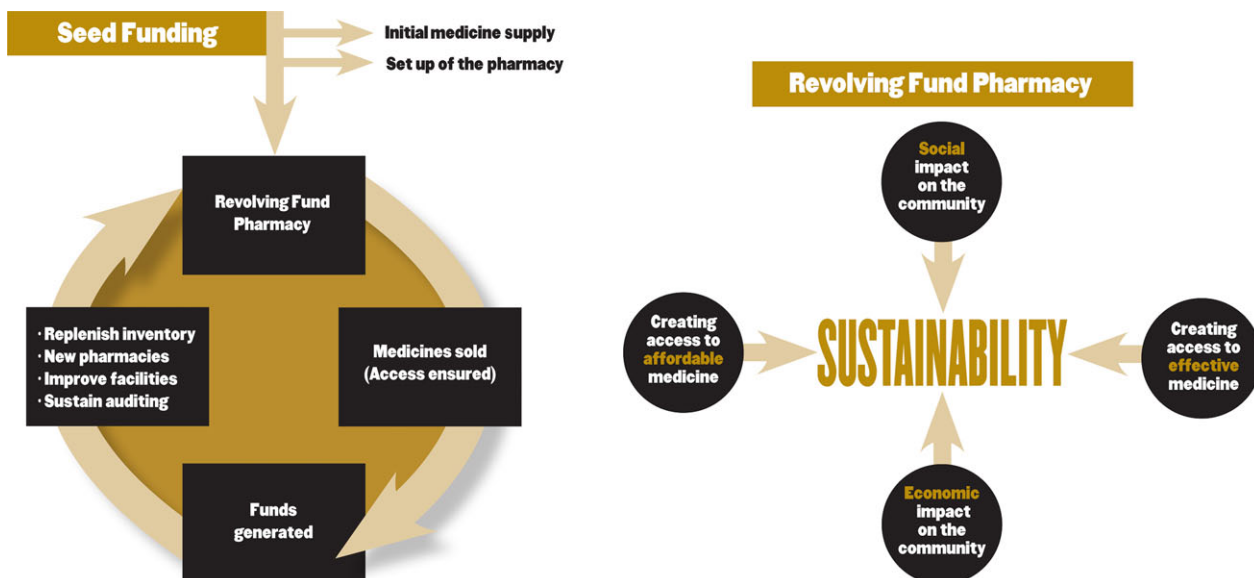 Seed Funding
Initial medicine supply
Set up of the pharmacy
Revolving Fund
Pharmacy
· Replenish inventory
· New pharmacies
· Improve facilities
· Sustain auditing
Medicines sold
(Access ensured)
Funds
generated
Revolving Fund Pharmacy
Social
impact
on the
community
Creating
access to
affordable
medicine
SUSTAINABILITY
Creating
access to
effective
medicine
Economic
impact
on the
community